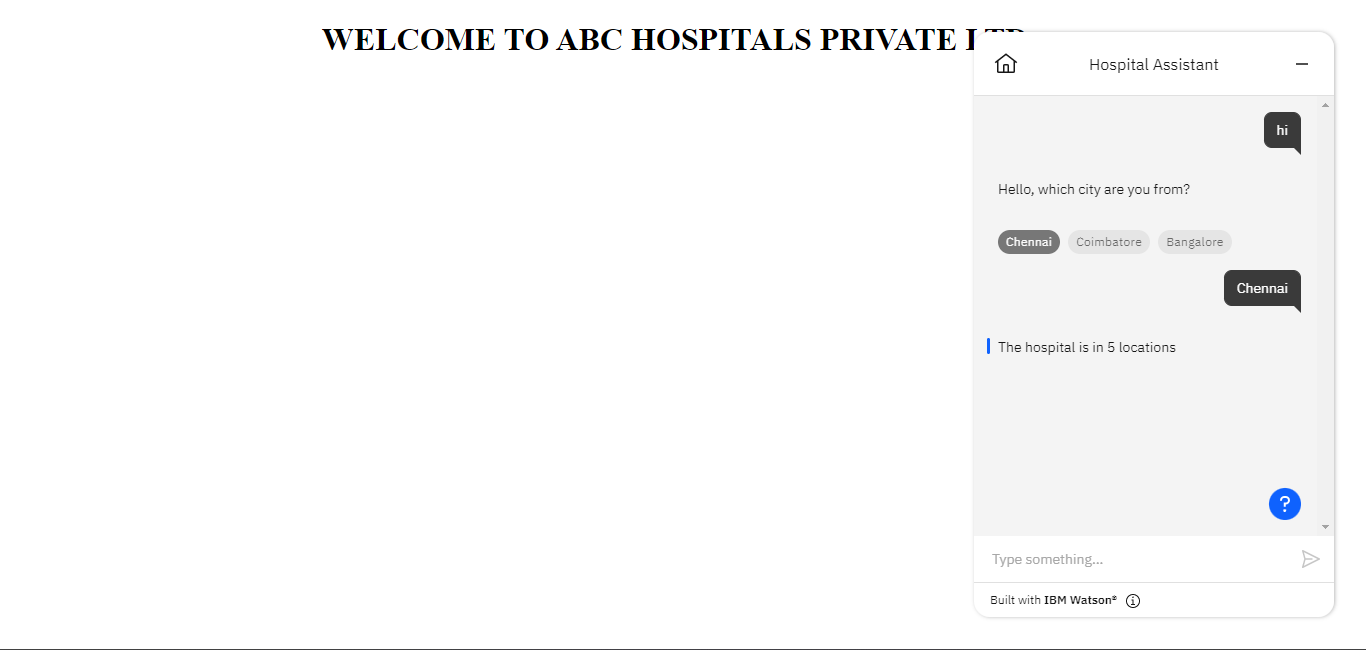 WELCOME TO ABC HOSPITALS PRIVATE LTD
Hospital Assistant
hi
Hello, which city are you from?
Chennai Coimbatore Bangalore
Chennai
The hospital is in 5 locations
?
Type something...
Built with IBM Watson®